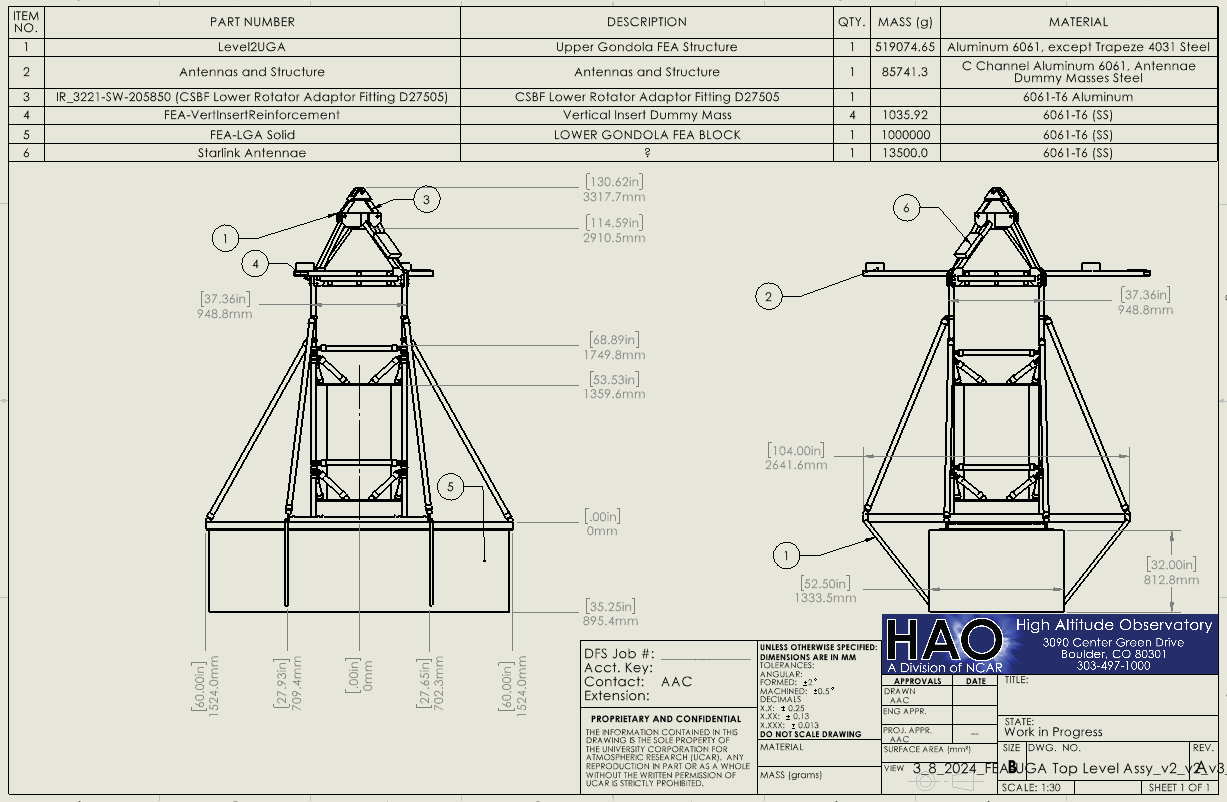 ITEM NO. PART NUMBER DESCRIPTION QTY. MASS (g) MATERIAL
1 Level2UGA Upper Gondola FEA Structure 1 519074.65 Aluminum 6061, except Trapeze 4031 Steel
2 Antennas and Structure Antennas and Structure 1 85741.3 C Channel Aluminum 6061, Antennae Dummy Masses Steel
3 IR_3221-SW-205850 (CSBF Lower Rotator Adaptor Fitting D27505) CSBF Lower Rotator Adaptor Fitting D27505 1 6061-T6 Aluminum
4 FEA-VertInsertReinforcement Vertical Insert Dummy Mass 4 1035.92 6061-T6 (SS)
5 FEA-LGA Solid LOWER GONDOLA FEA BLOCK 1 1000000 6061-T6 (SS)
6 Starlink Antennae ? 1 13500.0 6061-T6 (SS)
[130.62in]
3317.7mm
3
6
[114.59in]
2910.5mm
1
4
2
[37.36in]
948.8mm
[37.36in]
948.8mm
[68.89in]
1749.8mm
[53.53in]
1359.6mm
[104.00in]
2641.6mm
5
[.00in]
0mm
1
[32.00in]
812.8mm
[52.50in]
1333.5mm
[35.25in]
895.4mm
[60.00in]
1524.0mm
[27.93in]
709.4mm
[.00in]
0mm
[27.65in]
702.3mm
[60.00in]
1524.0mm
DFS Job #:
Acct. Key:
Contact: AAC
Extension:
PROPRIETARY AND CONFIDENTIAL
THE INFORMATION CONTAINED IN THIS
DRAWING IS THE SOLE PROPERTY OF
THE UNIVERSITY CORPORATION FOR
ATMOSPHERIC RESEARCH (UCAR). ANY
REPRODUCTION IN PART OR AS A WHOLE
WITHOUT THE WRITTEN PERMISSION OF
UCAR IS STRICTLY PROHIBITED.
UNLESS OTHERWISE SPECIFIED:
DIMENSIONS ARE IN MM
TOLERANCES:
ANGULAR:
FORMED: ±2°
MACHINED: ±0.5°
DECIMALS
X.X: ± 0.25
X.XX: ± 0.13
X.XXX: ± 0.013
DO NOT SCALE DRAWING
MATERIAL
MASS (grams)
HAO
A Division of NCAR
High Altitude Observatory
3090 Center Green Drive
Boulder, CO 80301
303-497-1000
APPROVALS DATE
DRAWN
AAC
ENG APPR.
PROJ. APPR.
AAC ---
SURFACE AREA (mm²)
VIEW
TITLE:
STATE:
Work in Progress
SIZE DWG. NO. REV.
B 3_8_2024_FEA UGA Top Level Assy_v2_v2_v3_ A
SCALE: 1:30 SHEET 1 OF 1